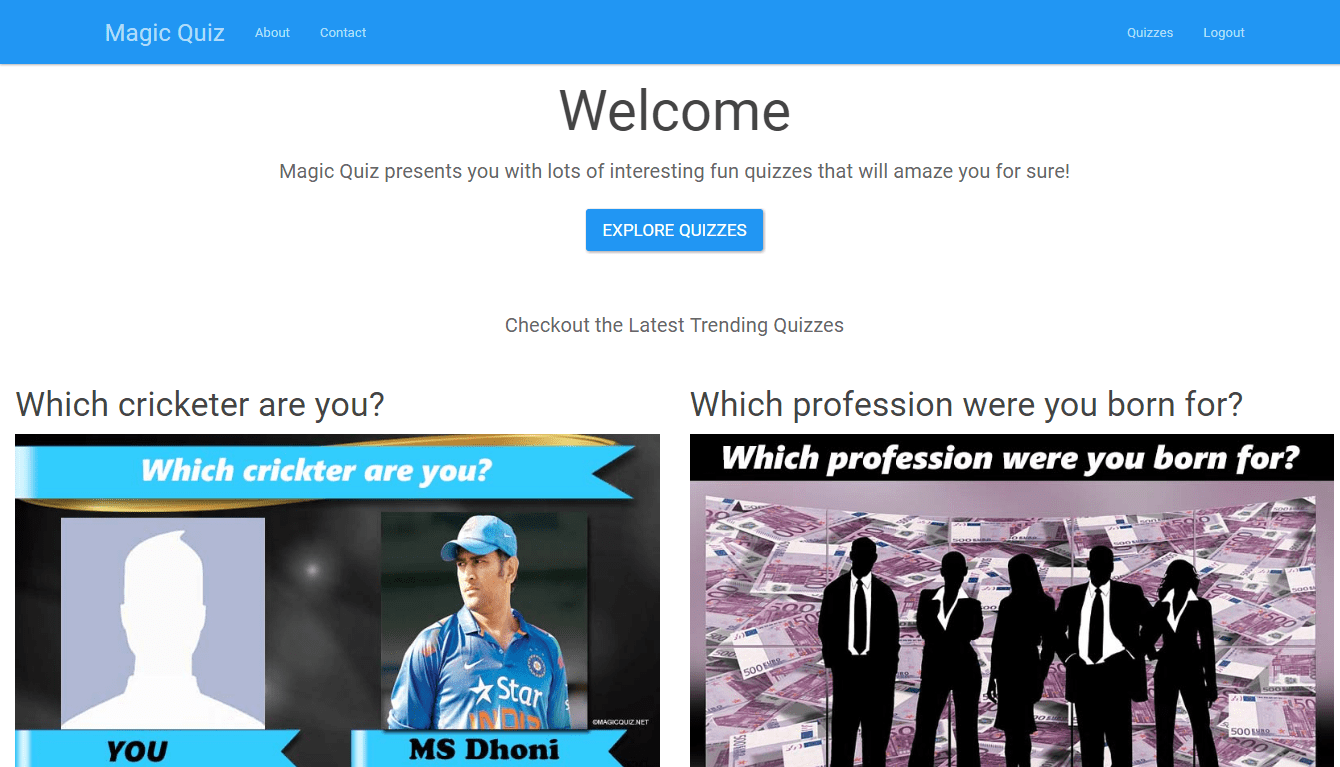 Magic Quiz About Contact Quizzes Logout
Welcome
Magic Quiz presents you with lots of interesting fun quizzes that will amaze you for sure!
EXPLORE QUIZZES
Checkout the Latest Trending Quizzes
Which cricketer are you?
Which crickter are you?
Star
INDIA
©MAGICQUIZ.NET
YOU
MS Dhoni
Which profession were you born for?
Which profession were you born for?
500
500 EURO
500 EURO